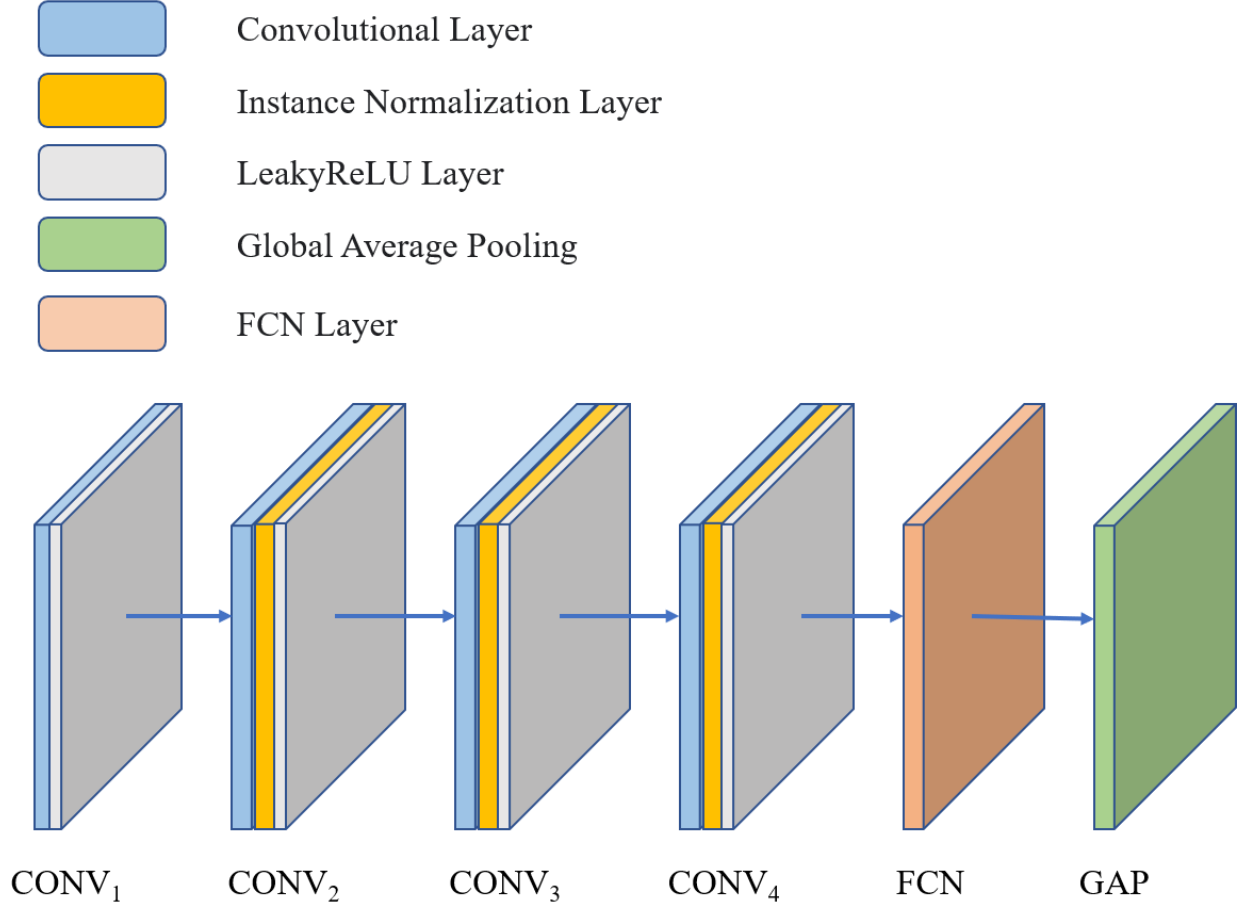 Convolutional Layer
Instance Normalization Layer
LeakyReLU Layer
Global Average Pooling
FCN Layer
CONV₁ CONV₂ CONV₃ CONV₄ FCN GAP